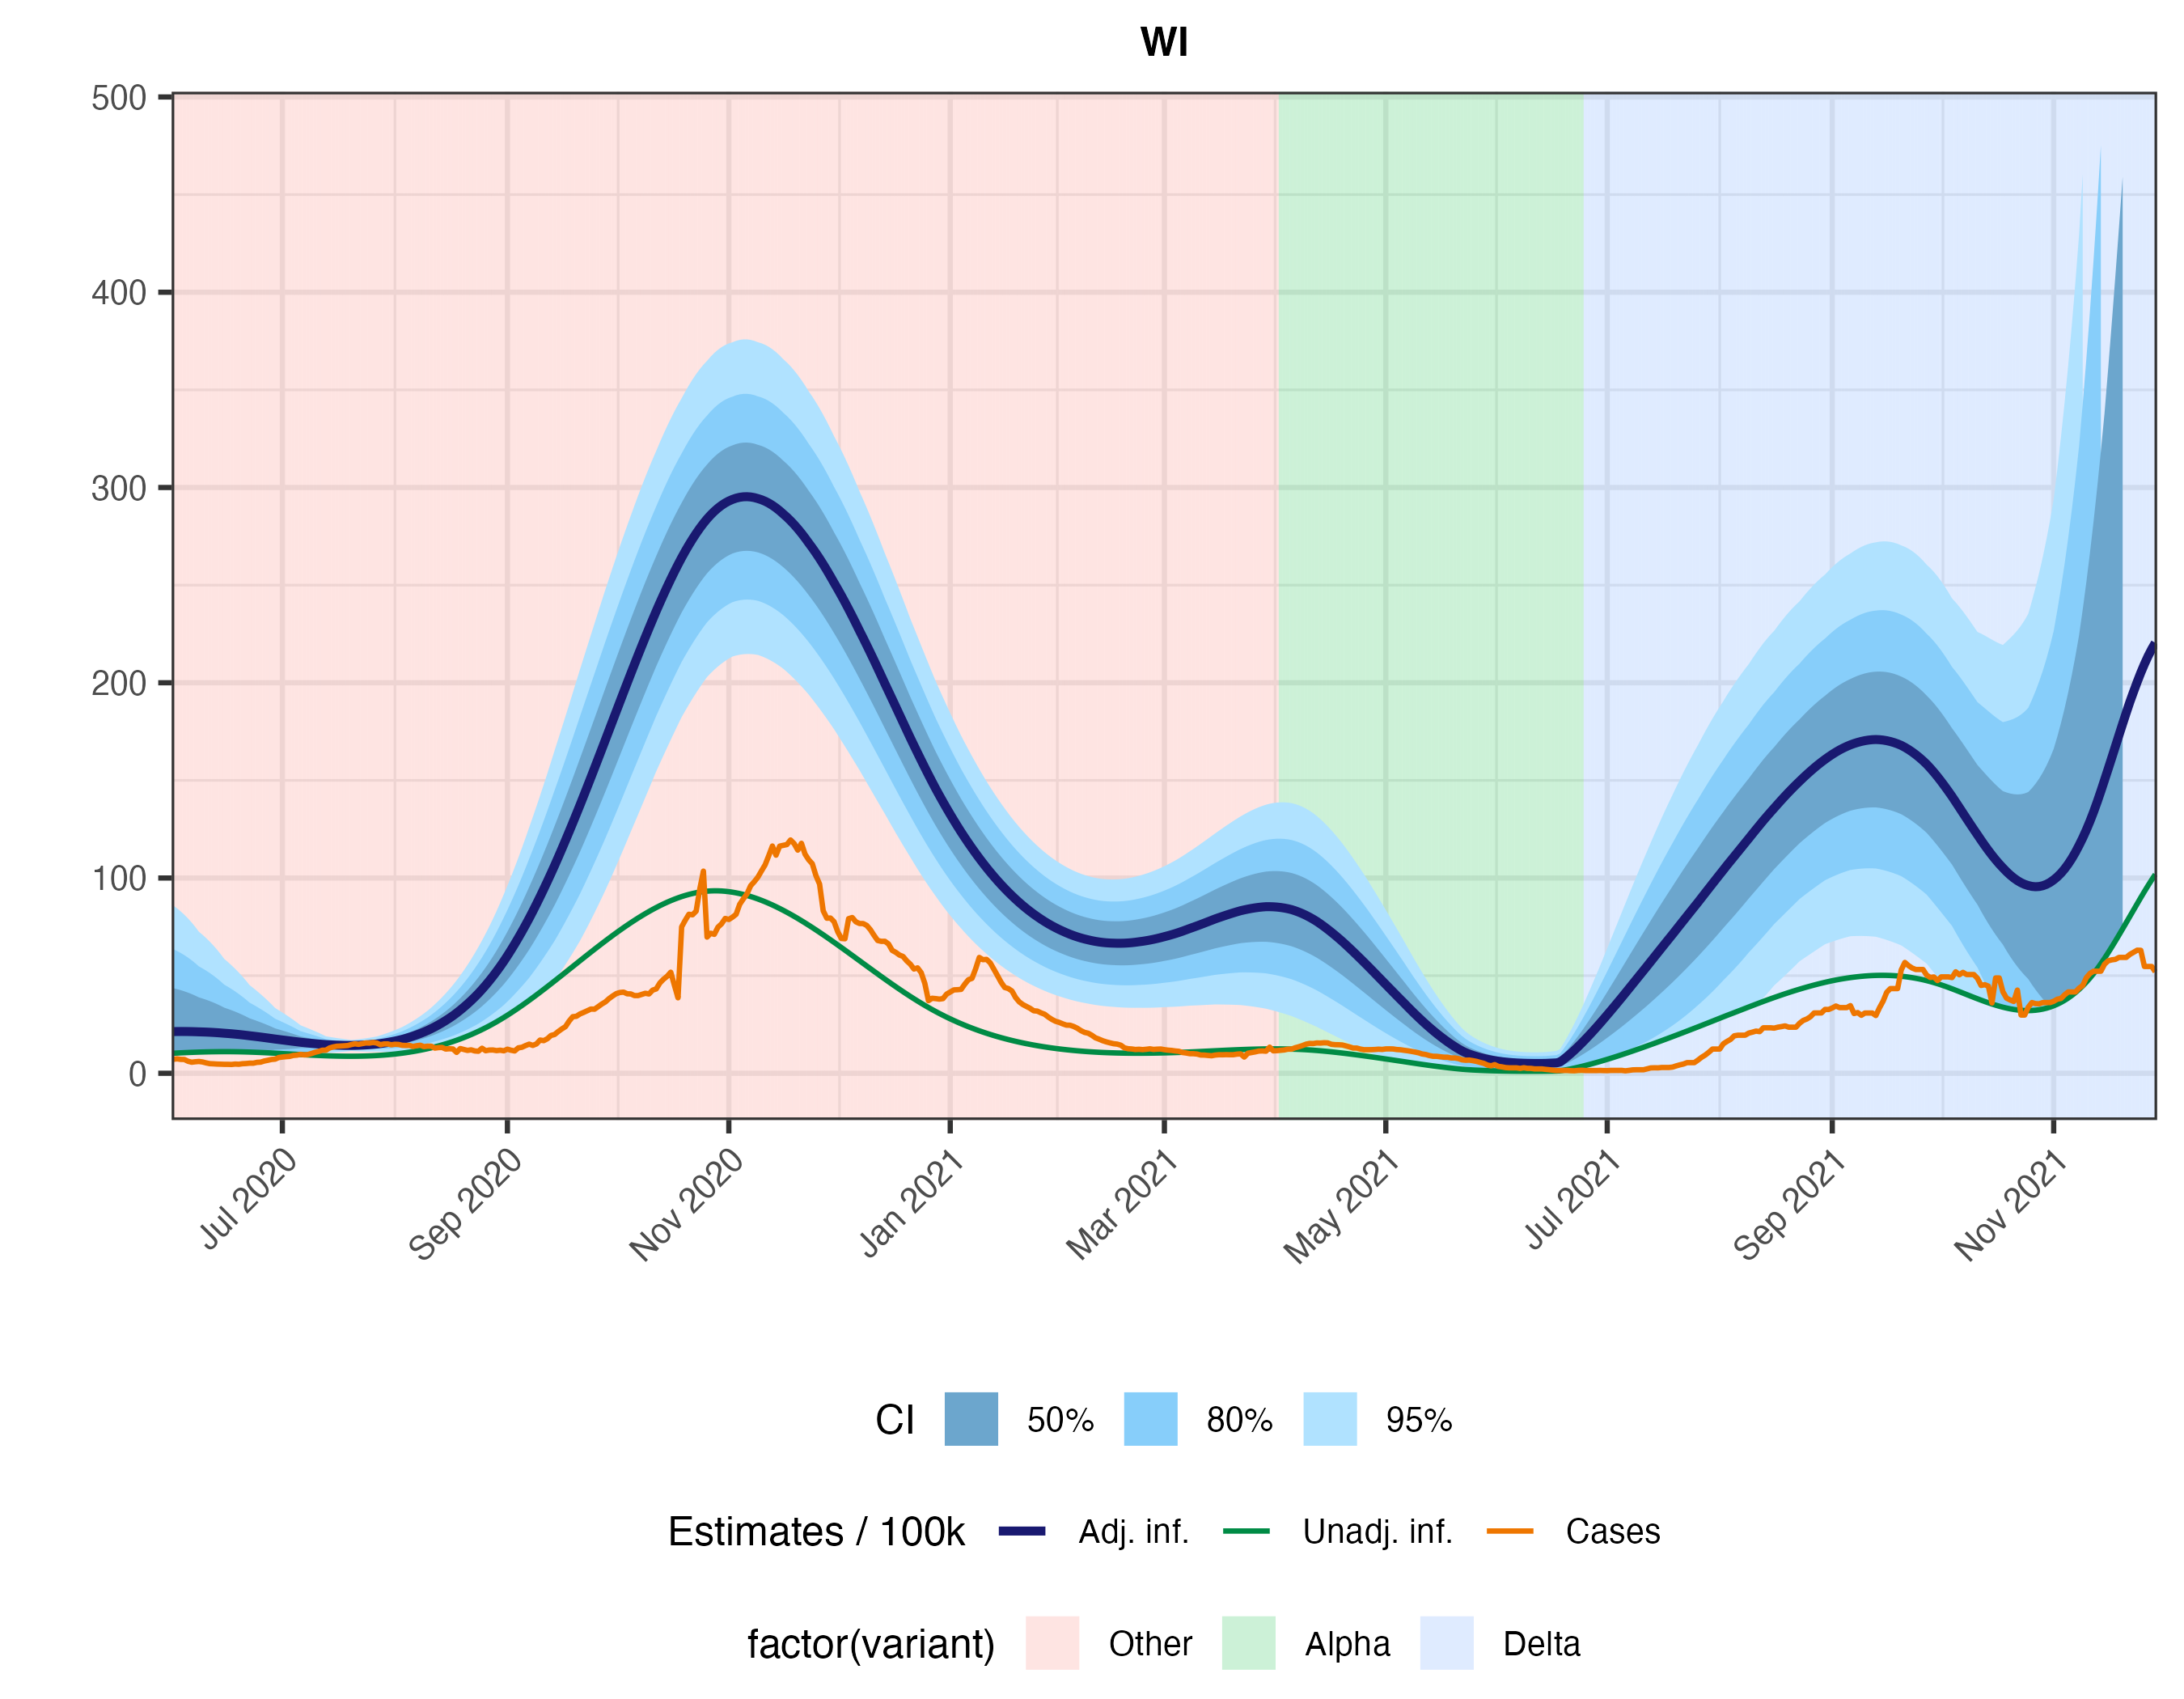 WI
500
400
300
200
100
0
Jul 2020
Sep 2020
Nov 2020
Jan 2021
Mar 2021
May 2021
Jul 2021
Sep 2021
Nov 2021
CI 50% 80% 95%
Estimates / 100k Adj. inf. Unadj. inf. Cases
factor(variant) Other Alpha Delta